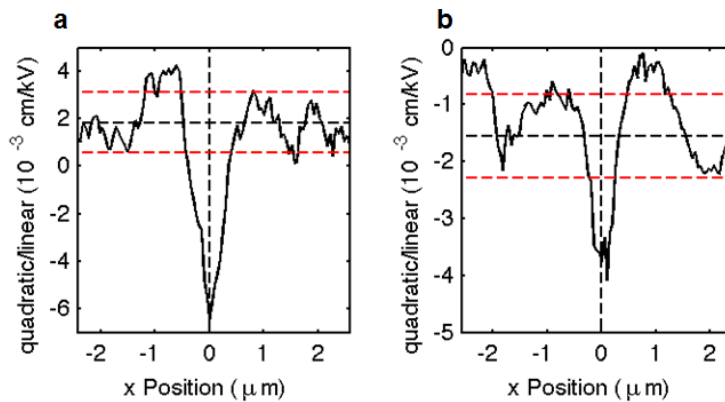 a
quadratic/linear (10 -3 cm/kV)
4
2
0
-2
-4
-6
-2 -1 0 1 2
x Position (μm)
b
quadratic/linear (10 -3 cm/kV)
0
-1
-2
-3
-4
-5
-2 -1 0 1 2
x Position (μm)